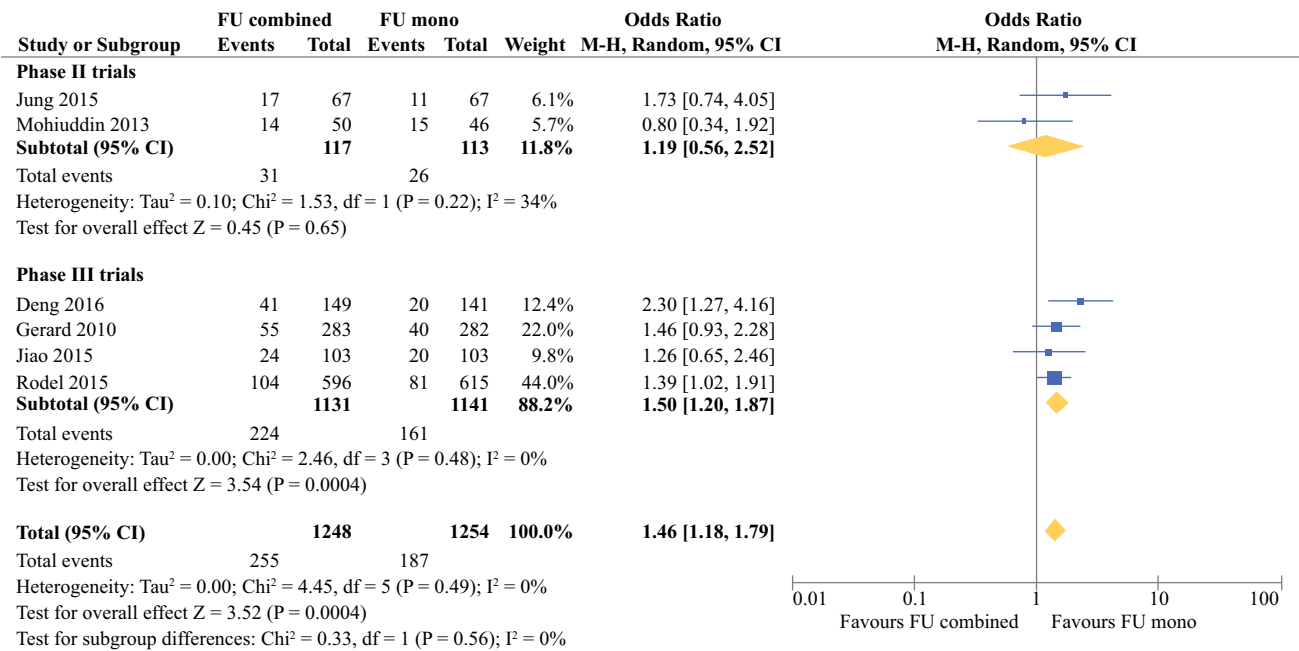 FU combined FU mono Odds Ratio Odds Ratio
Study or Subgroup Events Total Events Total Weight M-H, Random, 95% CI M-H, Random, 95% CI
Phase II trials
Jung 2015 17 67 11 67 6.1% 1.73 [0.74, 4.05]
Mohiuddin 2013 14 50 15 46 5.7% 0.80 [0.34, 1.92]
Subtotal (95% CI) 117 113 11.8% 1.19 [0.56, 2.52]
Total events 31 26
Heterogeneity: Tau² = 0.10; Chi² = 1.53, df = 1 (P = 0.22); I² = 34%
Test for overall effect Z = 0.45 (P = 0.65)
Phase III trials
Deng 2016 41 149 20 141 12.4% 2.30 [1.27, 4.16]
Gerard 2010 55 283 40 282 22.0% 1.46 [0.93, 2.28]
Jiao 2015 24 103 20 103 9.8% 1.26 [0.65, 2.46]
Rodel 2015 104 596 81 615 44.0% 1.39 [1.02, 1.91]
Subtotal (95% CI) 1131 1141 88.2% 1.50 [1.20, 1.87]
Total events 224 161
Heterogeneity: Tau² = 0.00; Chi² = 2.46, df = 3 (P = 0.48); I² = 0%
Test for overall effect Z = 3.54 (P = 0.0004)
Total (95% CI) 1248 1254 100.0% 1.46 [1.18, 1.79]
Total events 255 187
Heterogeneity: Tau² = 0.00; Chi² = 4.45, df = 5 (P = 0.49); I² = 0%
Test for overall effect Z = 3.52 (P = 0.0004)
Test for subgroup differences: Chi² = 0.33, df = 1 (P = 0.56); I² = 0%
0.01 0.1 1 10 100
Favours FU combined Favours FU mono